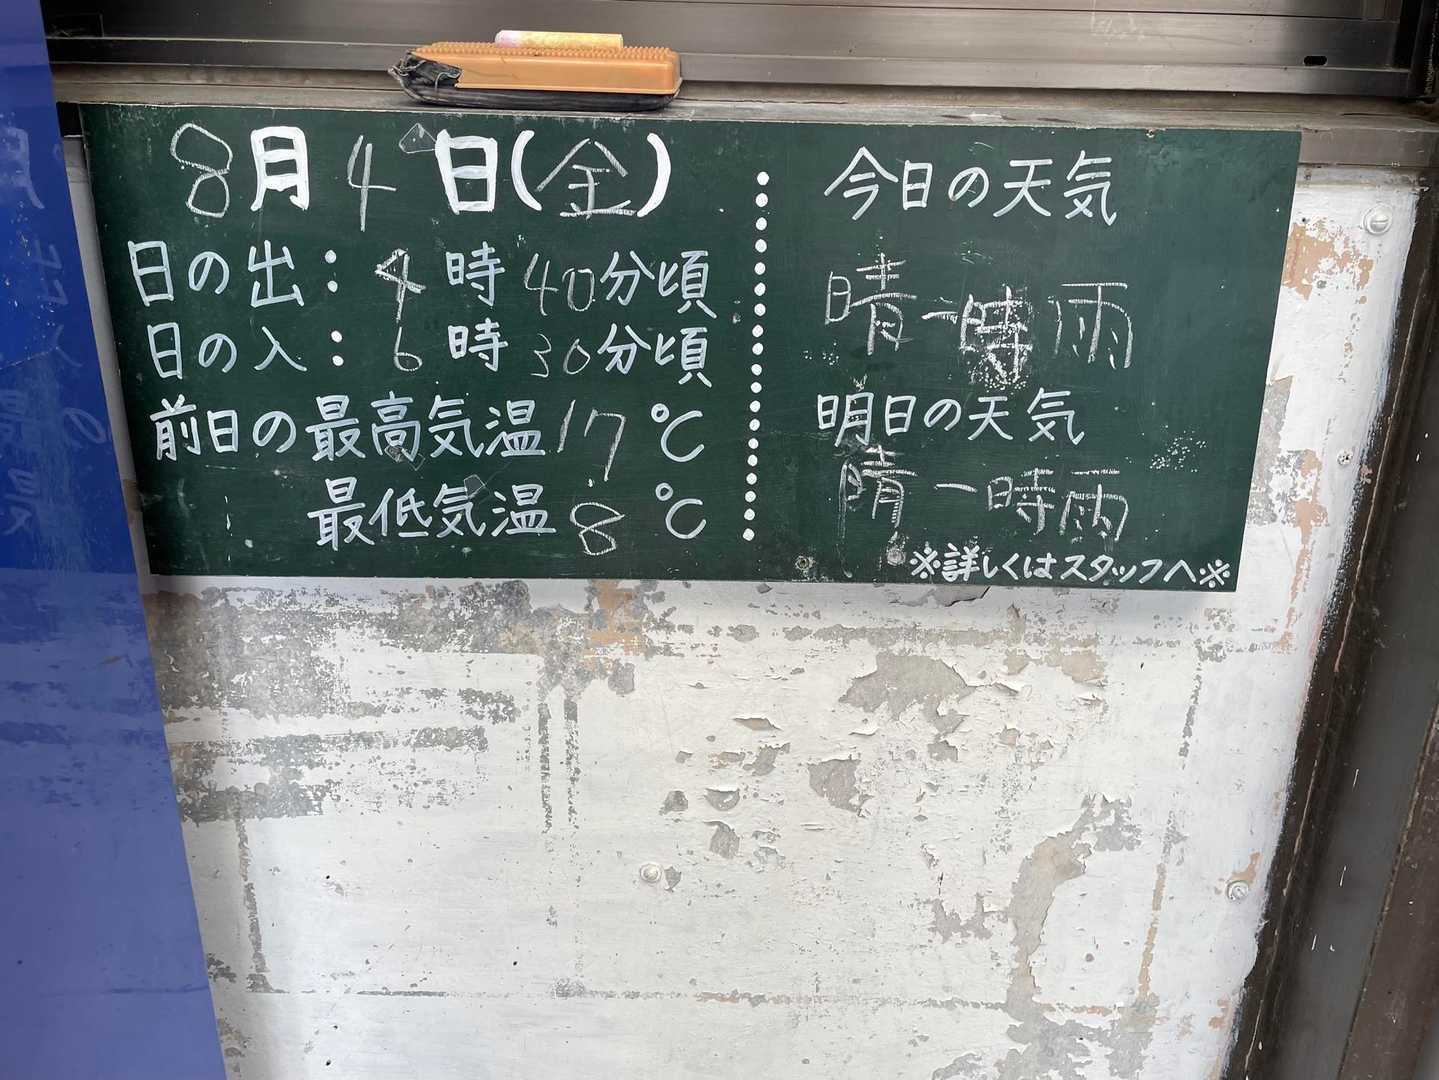 8月4日(金)
日の出：4時40分頃
日の入：6時30分頃
前日の最高気温17℃
最低気温8℃
今日の天気
晴一時雨
明日の天気
晴一時雨
※詳しくはスタッフへ※